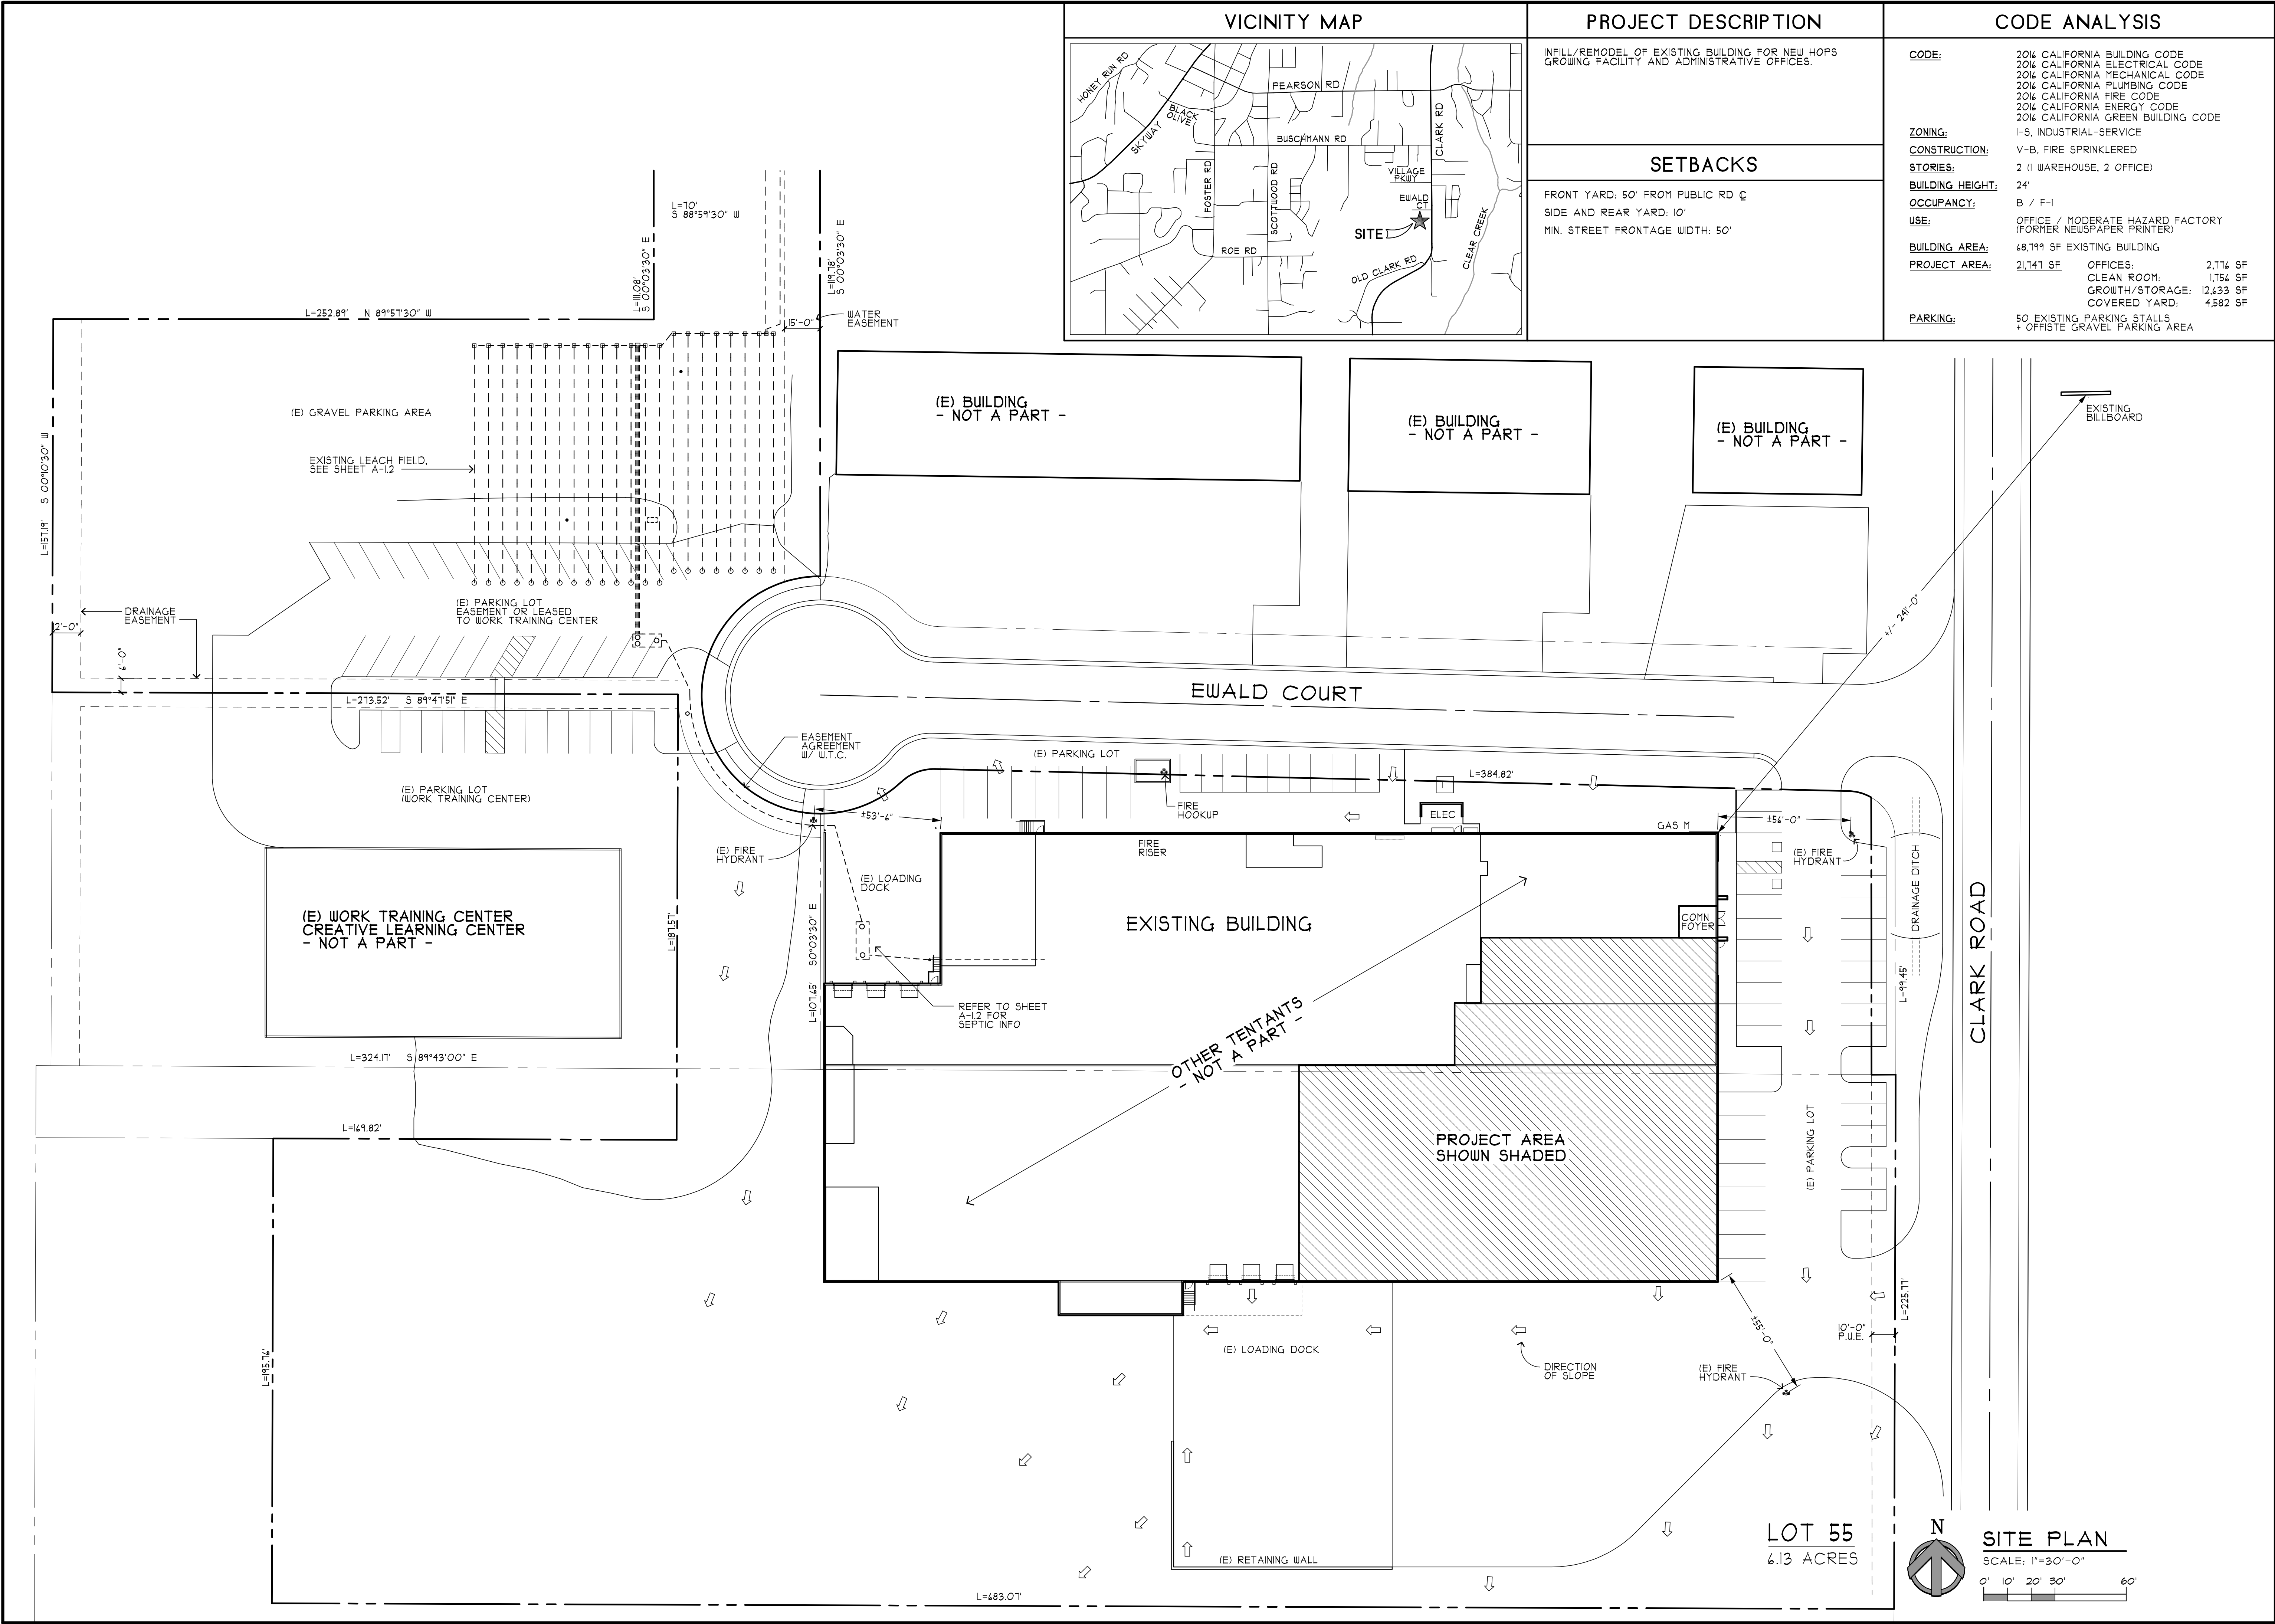 VICINITY MAP
HONEY RUN RD
SKYWAY
BLACK
OLIVE
PEARSON RD
BUSCHMANN RD
FOSTER RD
SCOTTWOOD RD
CLARK RD
VILLAGE
PKWY
EWALD
CT
SITE
ROE RD
OLD CLARK RD
CLEAR CREEK
PROJECT DESCRIPTION
INFILL/REMODEL OF EXISTING BUILDING FOR NEW HOPS
GROWING FACILITY AND ADMINISTRATIVE OFFICES.
SETBACKS
FRONT YARD: 50' FROM PUBLIC RD ℄
SIDE AND REAR YARD: 10'
MIN. STREET FRONTAGE WIDTH: 50'
CODE ANALYSIS
CODE: 2016 CALIFORNIA BUILDING CODE
2016 CALIFORNIA ELECTRICAL CODE
2016 CALIFORNIA MECHANICAL CODE
2016 CALIFORNIA PLUMBING CODE
2016 CALIFORNIA FIRE CODE
2016 CALIFORNIA ENERGY CODE
2016 CALIFORNIA GREEN BUILDING CODE
ZONING: I-S, INDUSTRIAL-SERVICE
CONSTRUCTION: V-B, FIRE SPRINKLERED
STORIES: 2 (1 WAREHOUSE, 2 OFFICE)
BUILDING HEIGHT: 24'
OCCUPANCY: B / F-1
USE: OFFICE / MODERATE HAZARD FACTORY
(FORMER NEWSPAPER PRINTER)
BUILDING AREA: 68,799 SF EXISTING BUILDING
PROJECT AREA: 21,747 SF OFFICES: 2,776 SF
CLEAN ROOM: 1,756 SF
GROWTH/STORAGE: 12,633 SF
COVERED YARD: 4,582 SF
PARKING: 50 EXISTING PARKING STALLS
+ OFFISTE GRAVEL PARKING AREA
L=70'
S 88°59'30" W
L=111.08'
S 00°03'30" E
L=119.78'
S 00°03'30" E
L=252.89' N 89°57'30" W
15'-0"
WATER
EASEMENT
(E) GRAVEL PARKING AREA
EXISTING LEACH FIELD,
SEE SHEET A-1.2
L=157.19' S 00°10'30" W
(E) BUILDING
- NOT A PART -
(E) BUILDING
- NOT A PART -
(E) BUILDING
- NOT A PART -
EXISTING
BILLBOARD
+/- 241'-0"
DRAINAGE
EASEMENT
12'-0"
6'-0"
(E) PARKING LOT
EASEMENT OR LEASED
TO WORK TRAINING CENTER
L=273.52' S 89°47'51" E
EWALD COURT
EASEMENT
AGREEMENT
W/ W.T.C.
(E) PARKING LOT
L=384.82'
(E) PARKING LOT
(WORK TRAINING CENTER)
±53'-6"
FIRE
HOOKUP
ELEC
GAS M
±56'-0"
(E) FIRE
HYDRANT
FIRE
RISER
(E) FIRE
HYDRANT
(E) LOADING
DOCK
DRAINAGE DITCH
CLARK ROAD
(E) WORK TRAINING CENTER
CREATIVE LEARNING CENTER
- NOT A PART -
L=187.57'
L=107.65' S0°03'30" E
EXISTING BUILDING
COMN
FOYER
L=99.45'
REFER TO SHEET
A-1.2 FOR
SEPTIC INFO
OTHER TENTANTS
- NOT A PART -
L=324.17' S 89°43'00" E
L=169.82'
PROJECT AREA
SHOWN SHADED
(E) PARKING LOT
L=225.77'
10'-0"
P.U.E.
±55'-0"
(E) LOADING DOCK
DIRECTION
OF SLOPE
(E) FIRE
HYDRANT
L=195.76'
(E) RETAINING WALL
L=683.07'
LOT 55
6.13 ACRES
N
SITE PLAN
SCALE: 1"=30'-0"
0' 10' 20' 30' 60'